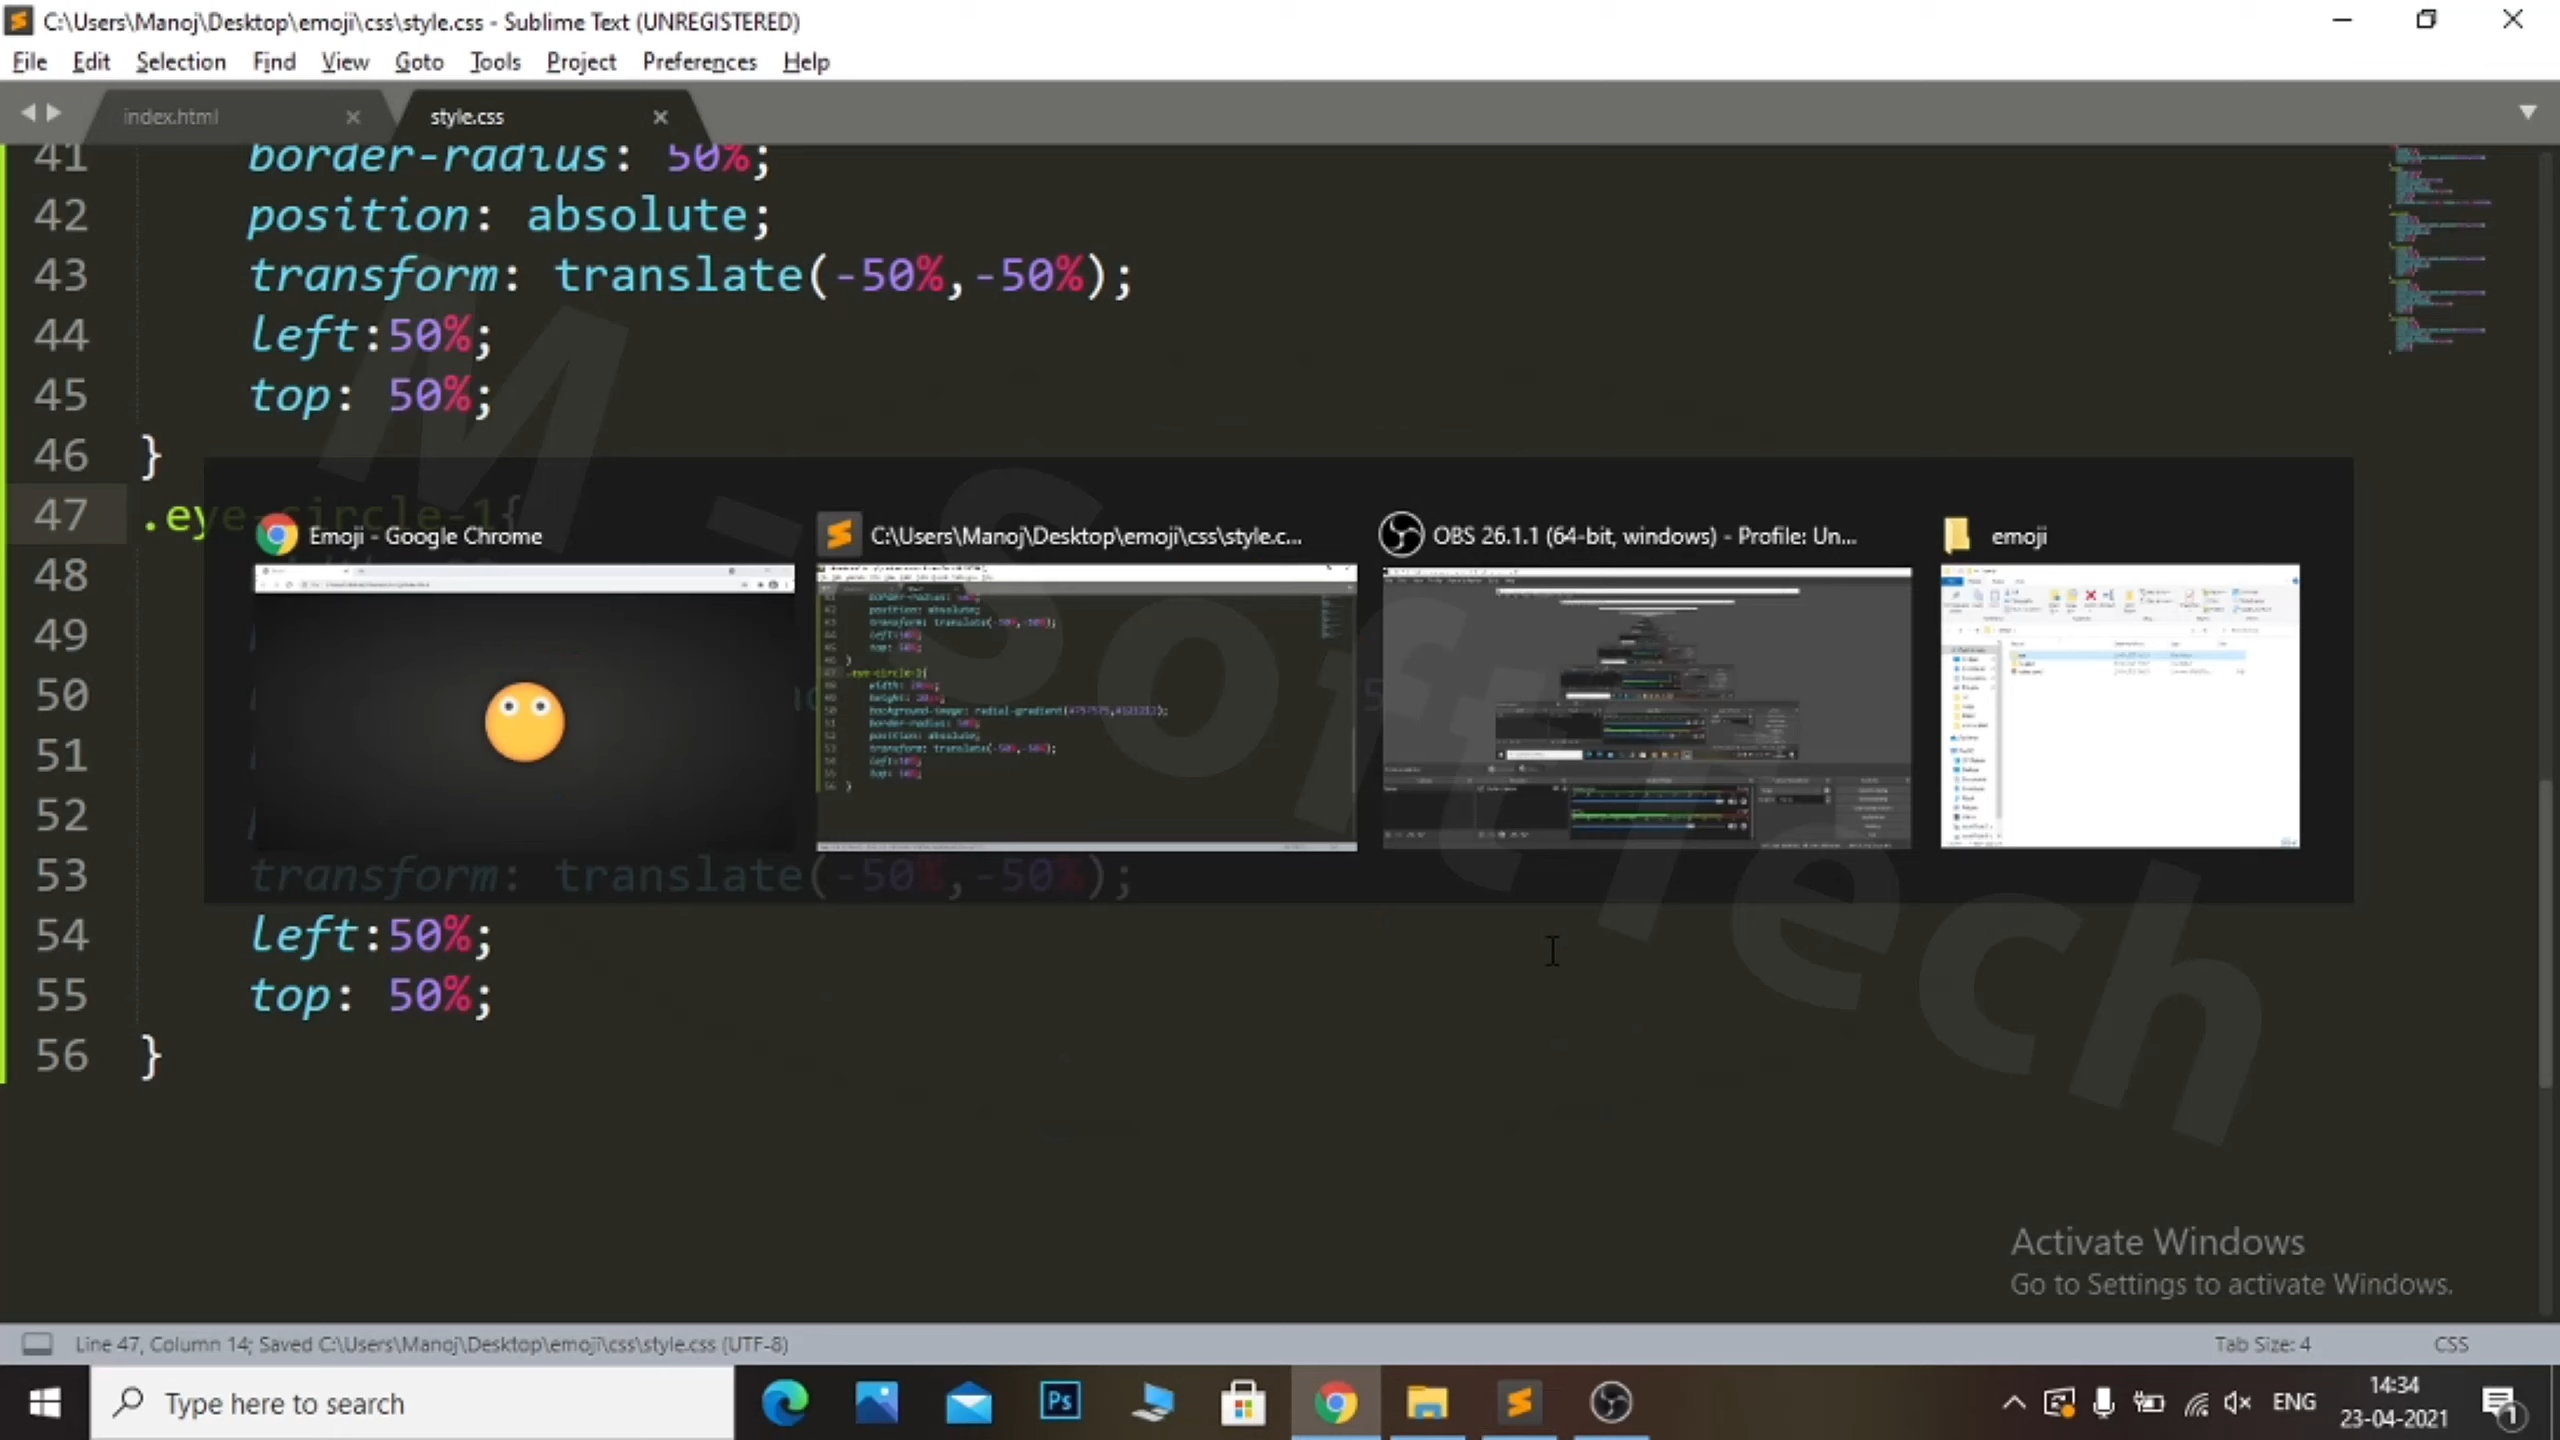 C:\Users\Manoj\Desktop\emoji\css\style.css - Sublime Text (UNREGISTERED)
File Edit Selection Find View Goto Tools Project Preferences Help
index.html
style.css
41 border-radius: 50%;
42 position: absolute;
43 transform: translate(-50%,-50%);
44 left:50%;
45 top: 50%;
46 }
47 .eye-circle-1{
Emoji - Google Chrome
C:\Users\Manoj\Desktop\emoji\css\style.c...
OBS 26.1.1 (64-bit, windows) - Profile: Un...
emoji
48
49
50
51
52
53 transform: translate(-50%,-50%);
54 left:50%;
55 top: 50%;
56 }
M - SoftTech
Activate Windows
Go to Settings to activate Windows.
Line 47, Column 14; Saved C:\Users\Manoj\Desktop\emoji\css\style.css (UTF-8)
Tab Size: 4
CSS
Type here to search
Ps
ENG
14:34
23-04-2021
1